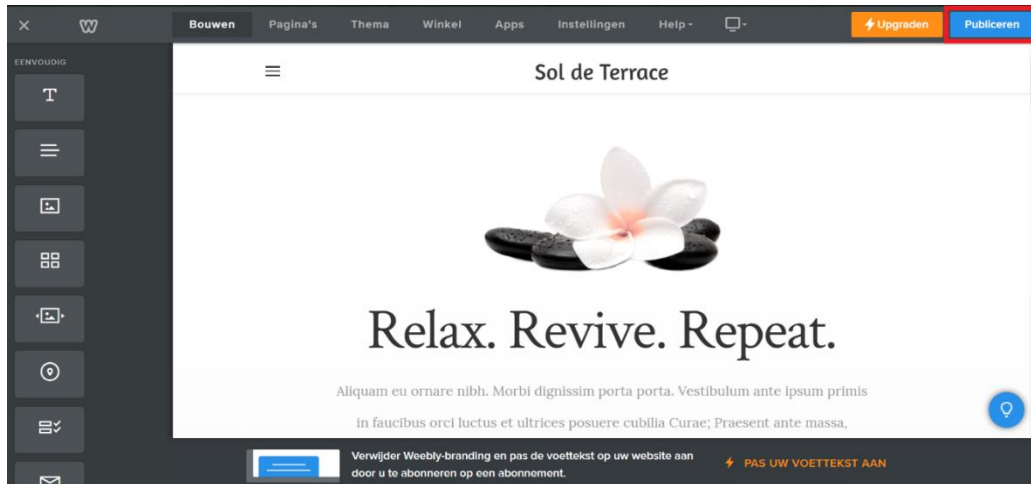 Bouwen Pagina's Thema Winkel Apps Instellingen Help Upgraden Publiceren
EENVOUDIG
T
Sol de Terrace
Relax. Revive. Repeat.
Aliquam eu ornare nibh. Morbi dignissim porta porta. Vestibulum ante ipsum primis
in faucibus orci luctus et ultrices posuere cubilia Curae; Praesent ante massa,
Verwijder Weebly-branding en pas de voettekst op uw website aan
door u te abonneren op een abonnement.
PAS UW VOETTEKST AAN